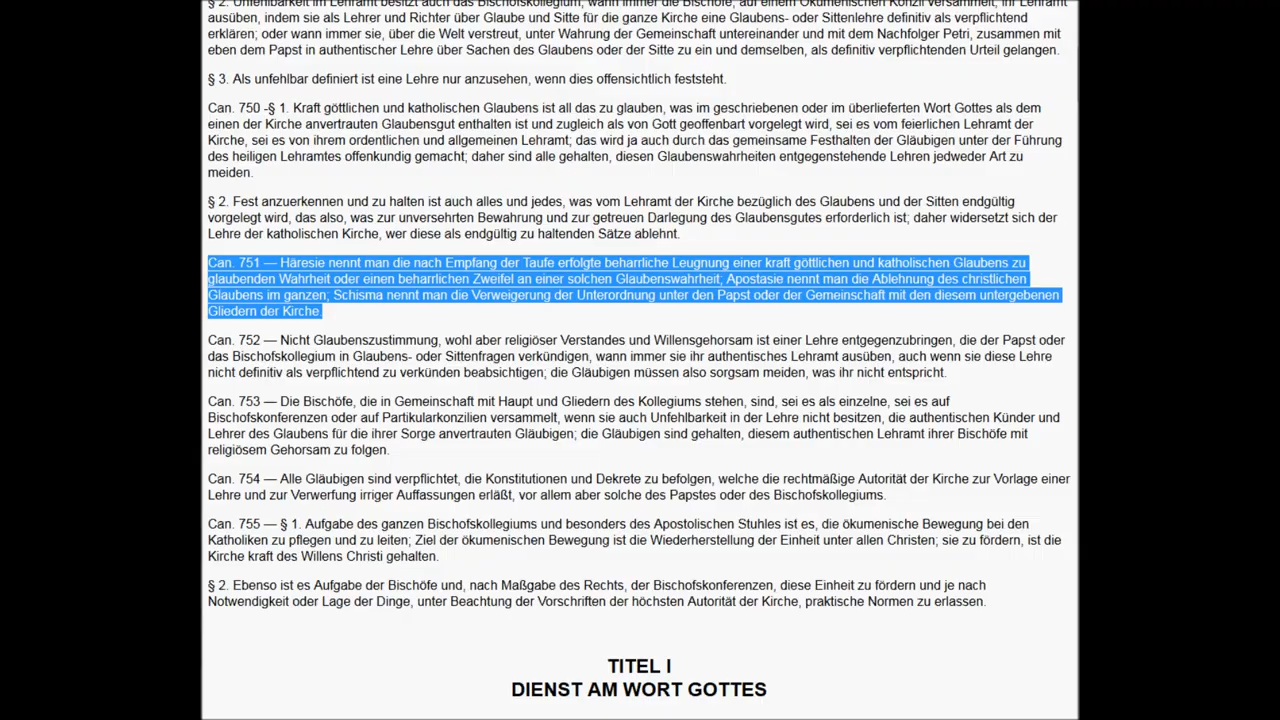 § 2. Unfehlbarkeit im Lehramt besitzt auch das Bischofskollegium, wann immer die Bischöfe, auf einem Ökumenischen Konzil versammelt, ihr Lehramt
ausüben, indem sie als Lehrer und Richter über Glaube und Sitte für die ganze Kirche eine Glaubens- oder Sittenlehre definitiv als verpflichtend
erklären; oder wann immer sie, über die Welt verstreut, unter Wahrung der Gemeinschaft untereinander und mit dem Nachfolger Petri, zusammen mit
eben dem Papst in authentischer Lehre über Sachen des Glaubens oder der Sitte zu ein und demselben, als definitiv verpflichtenden Urteil gelangen.
§ 3. Als unfehlbar definiert ist eine Lehre nur anzusehen, wenn dies offensichtlich feststeht.
Can. 750 -§ 1. Kraft göttlichen und katholischen Glaubens ist all das zu glauben, was im geschriebenen oder im überlieferten Wort Gottes als dem
einen der Kirche anvertrauten Glaubensgut enthalten ist und zugleich als von Gott geoffenbart vorgelegt wird, sei es vom feierlichen Lehramt der
Kirche, sei es von ihrem ordentlichen und allgemeinen Lehramt; das wird ja auch durch das gemeinsame Festhalten der Gläubigen unter der Führung
des heiligen Lehramtes offenkundig gemacht; daher sind alle gehalten, diesen Glaubenswahrheiten entgegenstehende Lehren jedweder Art zu
meiden.
§ 2. Fest anzuerkennen und zu halten ist auch alles und jedes, was vom Lehramt der Kirche bezüglich des Glaubens und der Sitten endgültig
vorgelegt wird, das also, was zur unversehrten Bewahrung und zur getreuen Darlegung des Glaubensgutes erforderlich ist; daher widersetzt sich der
Lehre der katholischen Kirche, wer diese als endgültig zu haltenden Sätze ablehnt.
Can. 751 — Häresie nennt man die nach Empfang der Taufe erfolgte beharrliche Leugnung einer kraft göttlichen und katholischen Glaubens zu
glaubenden Wahrheit oder einen beharrlichen Zweifel an einer solchen Glaubenswahrheit; Apostasie nennt man die Ablehnung des christlichen
Glaubens im ganzen; Schisma nennt man die Verweigerung der Unterordnung unter den Papst oder der Gemeinschaft mit den diesem untergebenen
Gliedern der Kirche.
Can. 752 — Nicht Glaubenszustimmung, wohl aber religiöser Verstandes und Willensgehorsam ist einer Lehre entgegenzubringen, die der Papst oder
das Bischofskollegium in Glaubens- oder Sittenfragen verkündigen, wann immer sie ihr authentisches Lehramt ausüben, auch wenn sie diese Lehre
nicht definitiv als verpflichtend zu verkünden beabsichtigen; die Gläubigen müssen also sorgsam meiden, was ihr nicht entspricht.
Can. 753 — Die Bischöfe, die in Gemeinschaft mit Haupt und Gliedern des Kollegiums stehen, sind, sei es als einzelne, sei es auf
Bischofskonferenzen oder auf Partikularkonzilien versammelt, wenn sie auch Unfehlbarkeit in der Lehre nicht besitzen, die authentischen Künder und
Lehrer des Glaubens für die ihrer Sorge anvertrauten Gläubigen; die Gläubigen sind gehalten, diesem authentischen Lehramt ihrer Bischöfe mit
religiösem Gehorsam zu folgen.
Can. 754 — Alle Gläubigen sind verpflichtet, die Konstitutionen und Dekrete zu befolgen, welche die rechtmäßige Autorität der Kirche zur Vorlage einer
Lehre und zur Verwerfung irriger Auffassungen erläßt, vor allem aber solche des Papstes oder des Bischofskollegiums.
Can. 755 — § 1. Aufgabe des ganzen Bischofskollegiums und besonders des Apostolischen Stuhles ist es, die ökumenische Bewegung bei den
Katholiken zu pflegen und zu leiten; Ziel der ökumenischen Bewegung ist die Wiederherstellung der Einheit unter allen Christen; sie zu fördern, ist die
Kirche kraft des Willens Christi gehalten.
§ 2. Ebenso ist es Aufgabe der Bischöfe und, nach Maßgabe des Rechts, der Bischofskonferenzen, diese Einheit zu fördern und je nach
Notwendigkeit oder Lage der Dinge, unter Beachtung der Vorschriften der höchsten Autorität der Kirche, praktische Normen zu erlassen.
TITEL I
DIENST AM WORT GOTTES